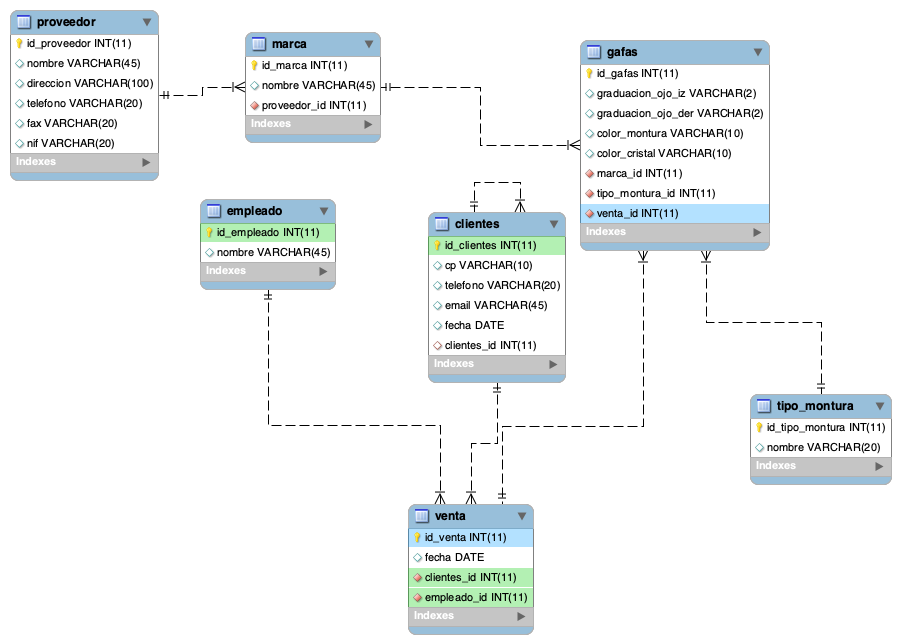 proveedor
id_proveedor INT(11)
nombre VARCHAR(45)
direccion VARCHAR(100)
telefono VARCHAR(20)
fax VARCHAR(20)
nif VARCHAR(20)
Indexes
marca
id_marca INT(11)
nombre VARCHAR(45)
proveedor_id INT(11)
Indexes
gafas
id_gafas INT(11)
graduacion_ojo_iz VARCHAR(2)
graduacion_ojo_der VARCHAR(2)
color_montura VARCHAR(10)
color_cristal VARCHAR(10)
marca_id INT(11)
tipo_montura_id INT(11)
venta_id INT(11)
Indexes
empleado
id_empleado INT(11)
nombre VARCHAR(45)
Indexes
clientes
id_clientes INT(11)
cp VARCHAR(10)
telefono VARCHAR(20)
email VARCHAR(45)
fecha DATE
clientes_id INT(11)
Indexes
tipo_montura
id_tipo_montura INT(11)
nombre VARCHAR(20)
Indexes
venta
id_venta INT(11)
fecha DATE
clientes_id INT(11)
empleado_id INT(11)
Indexes